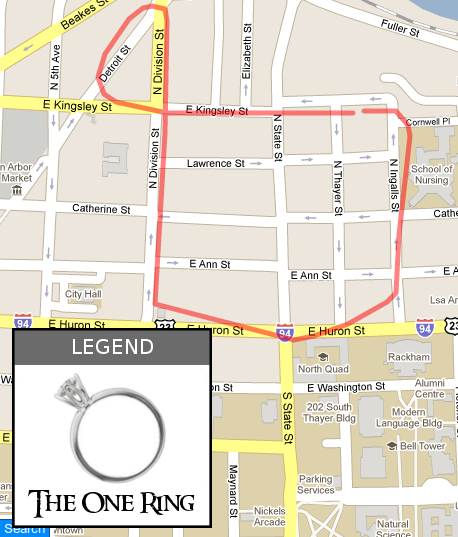 Beakes St
N 5th Ave
Detroit St
N Division St
Elizabeth St
Fuller St
E Kingsley St
E Kingsley St
N State St
Cornwell Pl
N Division St
Lawrence St
N Thayer St
N Ingalls St
School of
Nursing
n Arbor
Market
Catherine St
Cathe
E Ann St
E Ann St
E A
City Hall
Lsa Ar
94
E Huron St
23
E Huron St
94
E Huron St
94
23
LEGEND
North Quad
Rackham
Wa
on St
E Washington St
Alumni
Centre
S State St
202 South
Thayer Bldg
Modern
Language Bldg
E
Bell Tower
Maynard St
Parking
Services
THE ONE RING
Nickels
Arcade
Search
wntown
Natural
Science